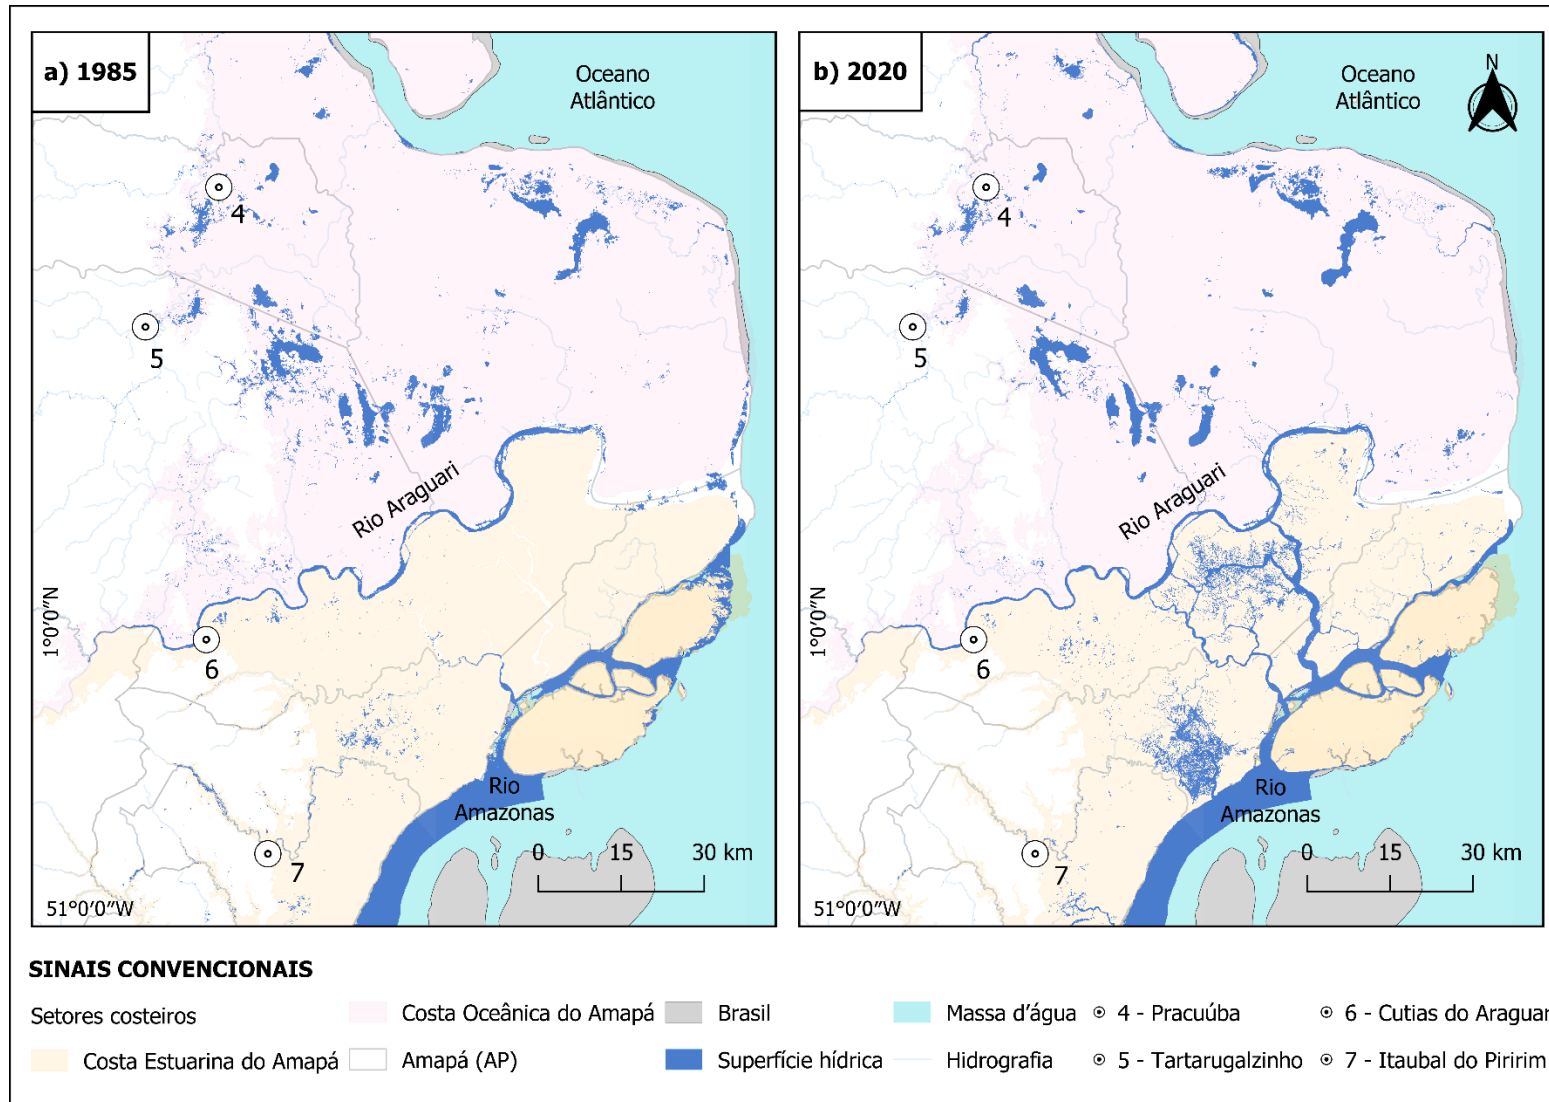 a) 1985
Oceano
Atlântico
4
5
Rio Araguari
1°0'0"N
6
Rio
Amazonas
0 15 30 km
7
51°0'0"W
b) 2020
Oceano
Atlântico
N
4
5
Rio Araguari
1°0'0"N
6
Rio
Amazonas
0 15 30 km
7
51°0'0"W
SINAIS CONVENCIONAIS
Setores costeiros
Costa Oceânica do Amapá
Brasil
Massa d'água
4 - Pracuúba
6 - Cutias do Araguar
Costa Estuarina do Amapá
Amapá (AP)
Superfície hídrica
Hidrografia
5 - Tartarugalzinho
7 - Itaubal do Piririm